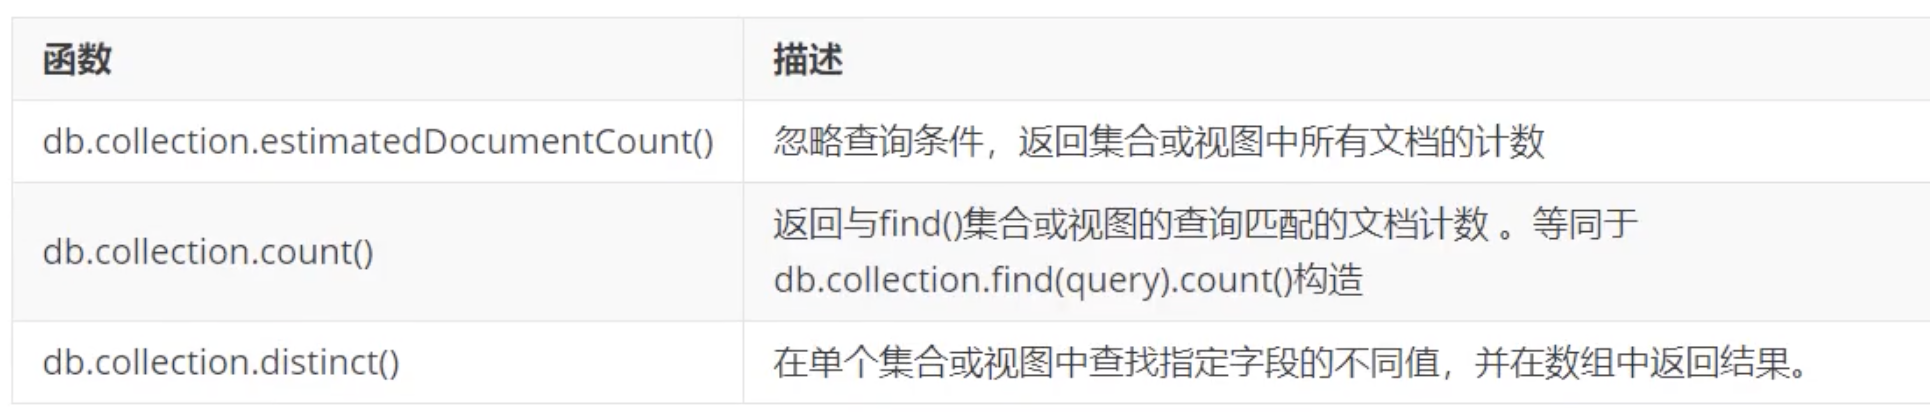 函数
描述
db.collection.estimatedDocumentCount()
忽略查询条件，返回集合或视图中所有文档的计数
db.collection.count()
返回与find()集合或视图的查询匹配的文档计数 。等同于
db.collection.find(query).count()构造
db.collection.distinct()
在单个集合或视图中查找指定字段的不同值，并在数组中返回结果。